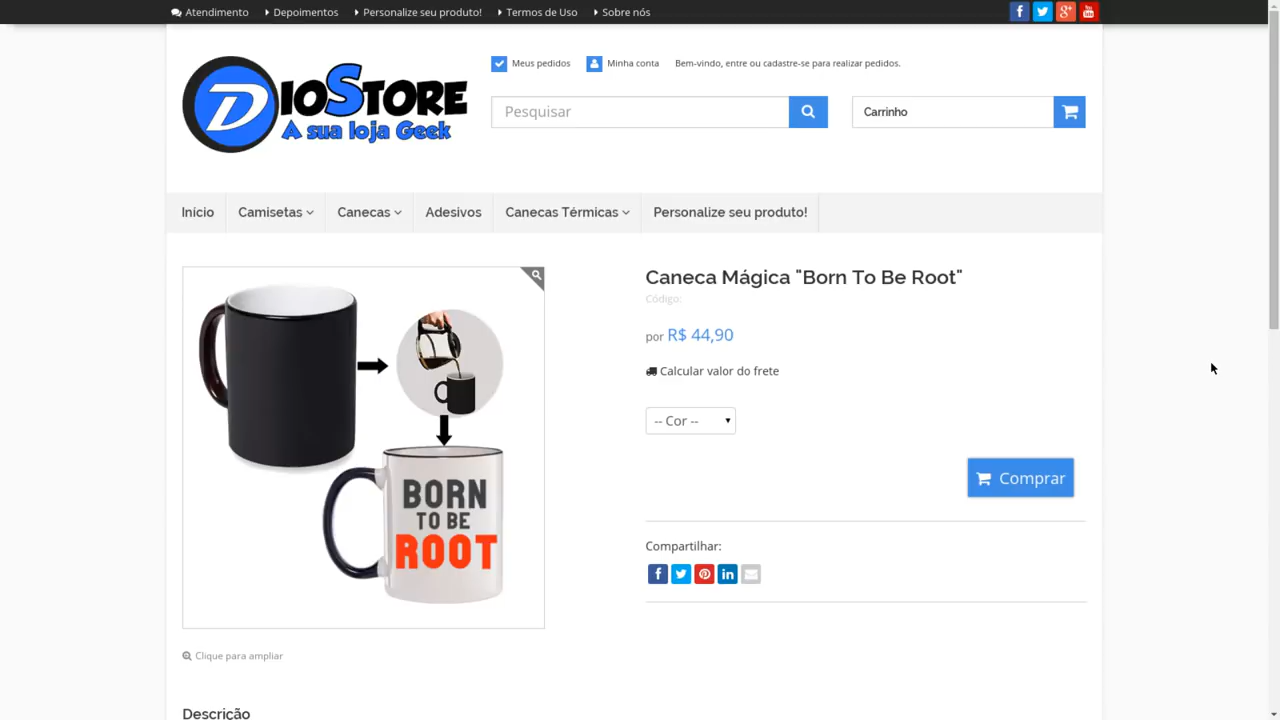 Atendimento
Depoimentos
Personalize seu produto!
Termos de Uso
Sobre nós
DioStore
A sua loja Geek
Meus pedidos
Minha conta
Bem-vindo, entre ou cadastre-se para realizar pedidos.
Pesquisar
Carrinho
Início
Camisetas
Canecas
Adesivos
Canecas Térmicas
Personalize seu produto!
BORN
TO BE
ROOT
Clique para ampliar
Caneca Mágica "Born To Be Root"
Código:
por R$ 44,90
Calcular valor do frete
-- Cor --
Comprar
Compartilhar:
Descrição